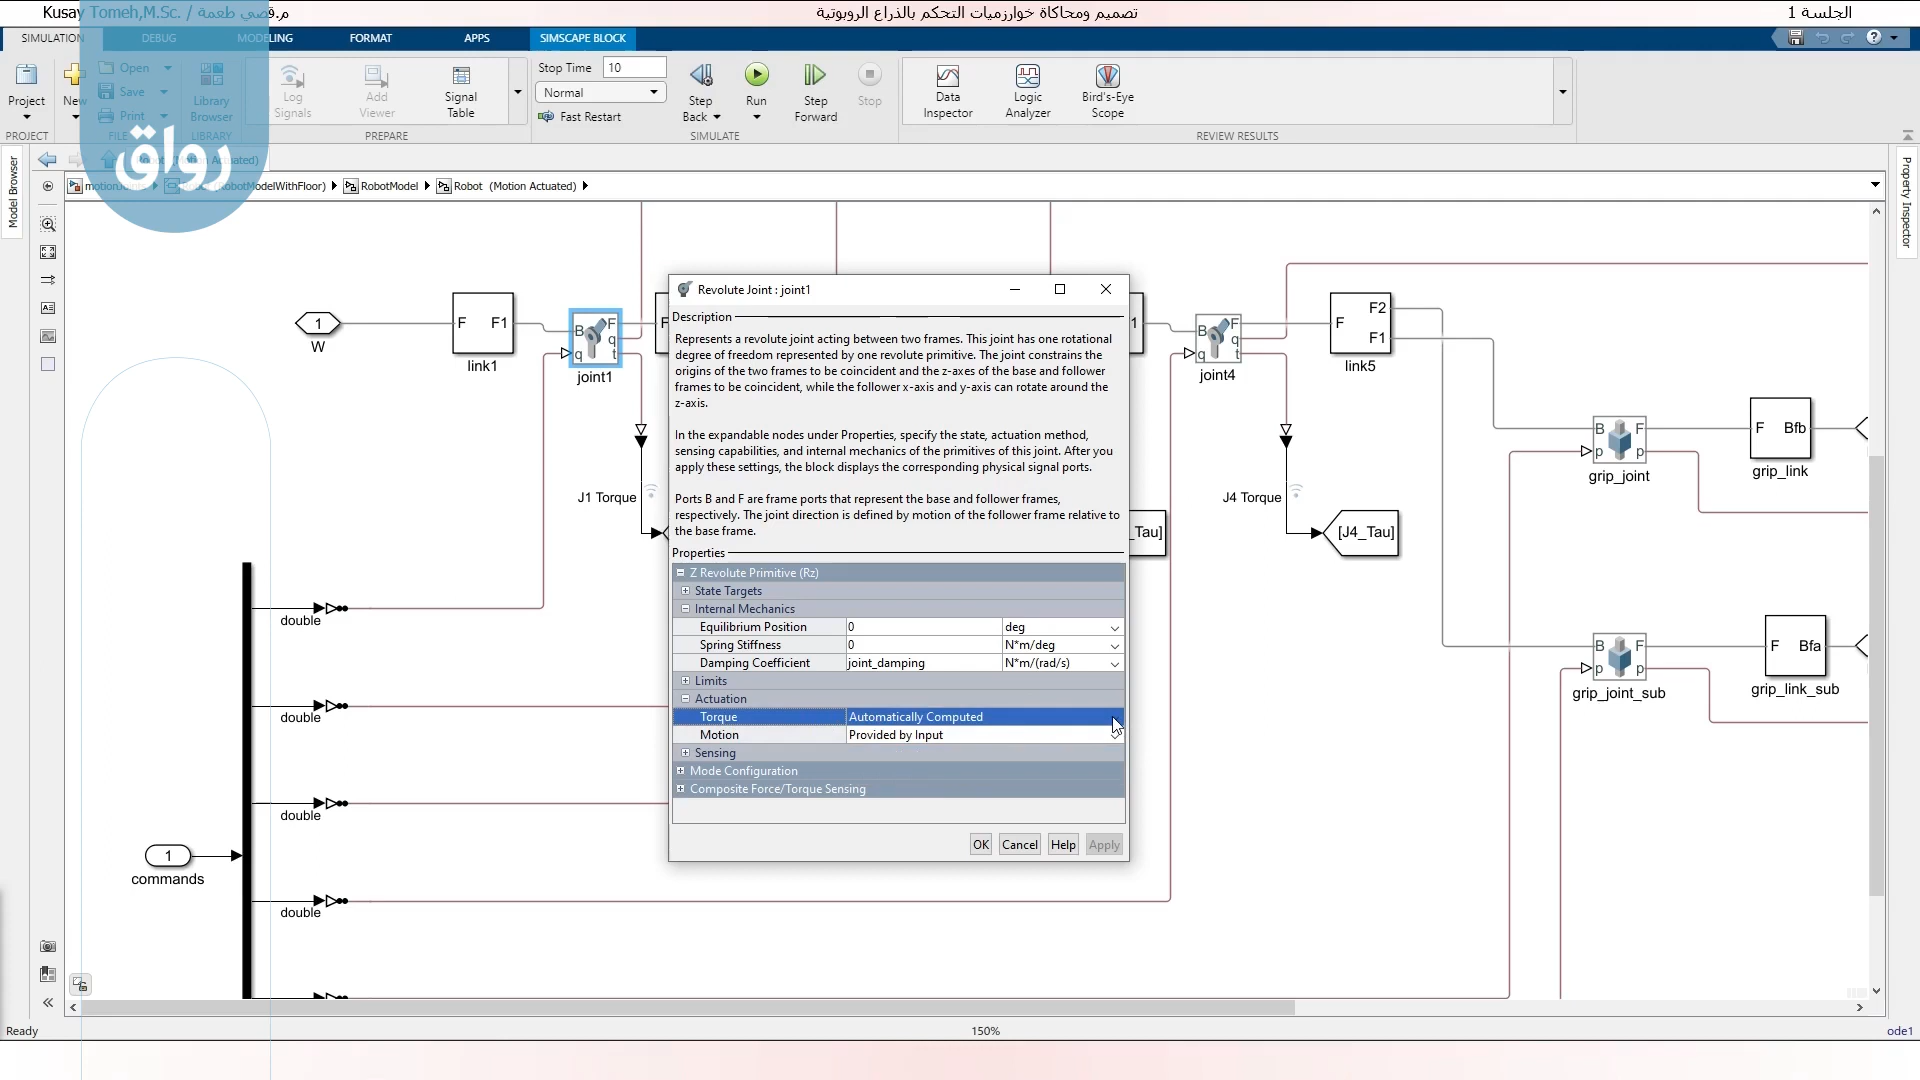 Kusay Tomeh,M.Sc. / م.قصي طعمة
تصميم ومحاكاة خوارزميات التحكم بالذراع الروبوتية
الجلسة 1
SIMULATION DEBUG MODELING FORMAT APPS SIMSCAPE BLOCK
Project
New
Open
Save
Print
Library
Browser
Log
Signals
Add
Viewer
Signal
Table
Stop Time 10
Normal
Fast Restart
Step
Back
Run
Step
Forward
Stop
Data
Inspector
Logic
Analyzer
Bird's-Eye
Scope
PROJECT FILE LIBRARY PREPARE SIMULATE REVIEW RESULTS
رواق
Robot (Motion Actuated)
(RobotModelWithFloor) RobotModel Robot (Motion Actuated)
Model Browser
Property Inspector
1
W
F F1
link1
B F
q q
t
joint1
F
1
B F
q q
t
joint4
F F2
F1
link5
B F
p p
grip_joint
F Bfb
grip_link
B F
p p
grip_joint_sub
F Bfa
grip_link_sub
J1 Torque
J4 Torque
_Tau]
[J4_Tau]
double
double
double
double
1
commands
Revolute Joint : joint1
Description
Represents a revolute joint acting between two frames. This joint has one rotational
degree of freedom represented by one revolute primitive. The joint constrains the
origins of the two frames to be coincident and the z-axes of the base and follower
frames to be coincident, while the follower x-axis and y-axis can rotate around the
z-axis.
In the expandable nodes under Properties, specify the state, actuation method,
sensing capabilities, and internal mechanics of the primitives of this joint. After you
apply these settings, the block displays the corresponding physical signal ports.
Ports B and F are frame ports that represent the base and follower frames,
respectively. The joint direction is defined by motion of the follower frame relative to
the base frame.
Properties
Z Revolute Primitive (Rz)
State Targets
Internal Mechanics
Equilibrium Position 0 deg
Spring Stiffness 0 N*m/deg
Damping Coefficient joint_damping N*m/(rad/s)
Limits
Actuation
Torque Automatically Computed
Motion Provided by Input
Sensing
Mode Configuration
Composite Force/Torque Sensing
OK Cancel Help Apply
Ready 150% ode1